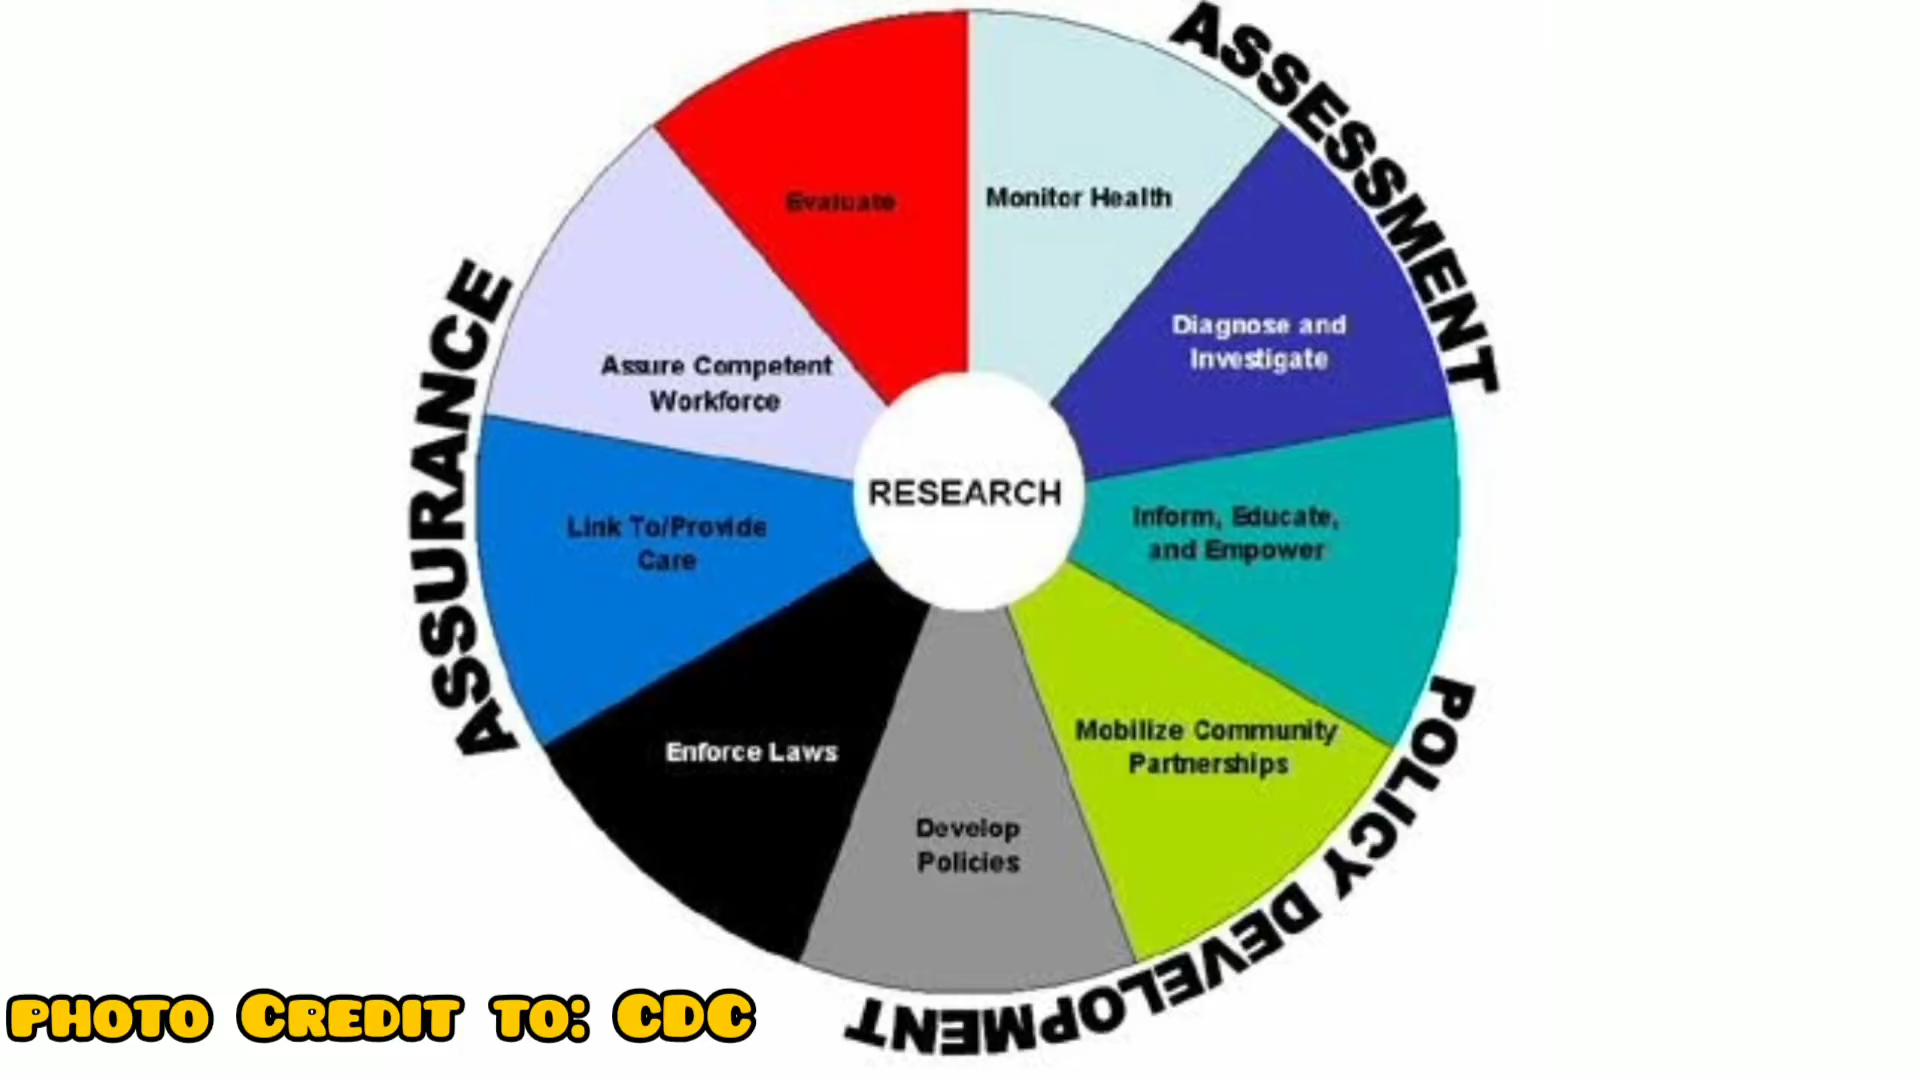 ASSESSMENT
Evaluate
Monitor Health
Diagnose and
Investigate
Assure Competent
Workforce
ASSURANCE
RESEARCH
Inform, Educate,
and Empower
Link To/Provide
Care
Mobilize Community
Partnerships
Enforce Laws
Develop
Policies
POLICY DEVELOPMENT
PHOTO CREDIT TO: CDC